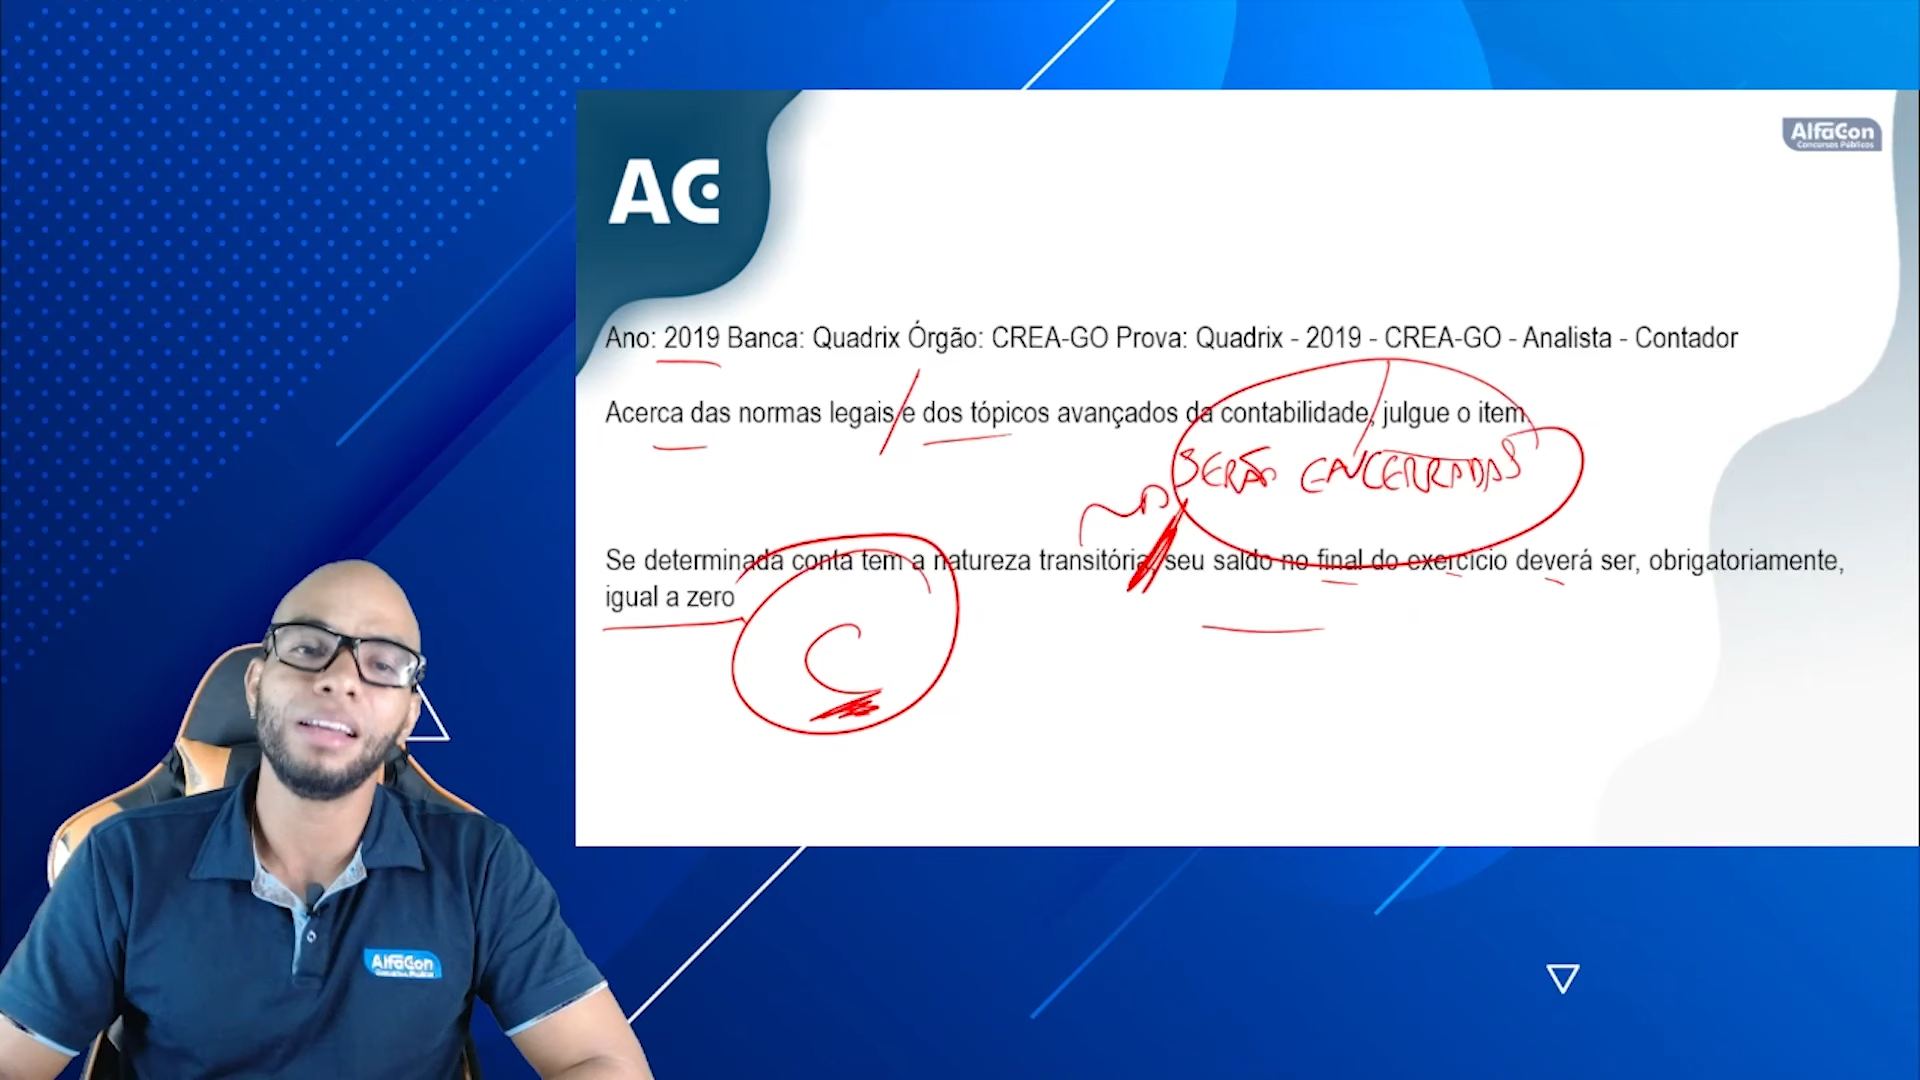 AlfaCon
Concursos Públicos
AC
Ano: 2019 Banca: Quadrix Órgão: CREA-GO Prova: Quadrix - 2019 - CREA-GO - Analista - Contador
Acerca das normas legais e dos tópicos avançados da contabilidade, julgue o item.
SERÃO ENCERRADAS
Se determinada conta tem a natureza transitória, seu saldo no final do exercício deverá ser, obrigatoriamente,
igual a zero
C
AlfaCon
Concursos Públicos